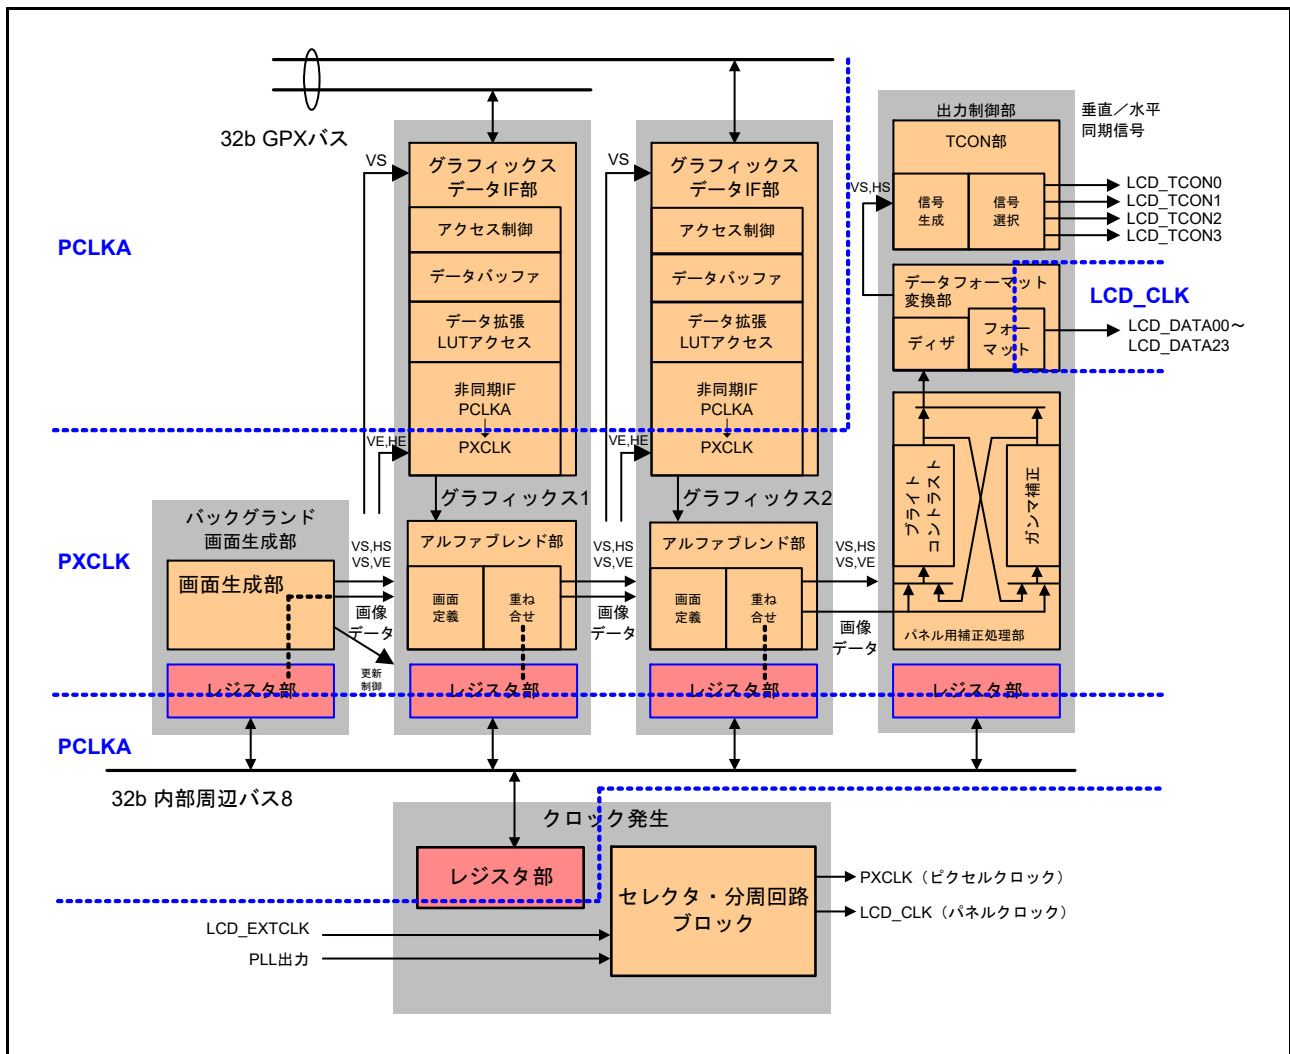 32b GPXバス
PCLKA
VS
グラフィックス
データIF部
アクセス制御
データバッファ
データ拡張
LUTアクセス
非同期IF
PCLKA
PXCLK
VE,HE
グラフィックス1
VS
グラフィックス
データIF部
アクセス制御
データバッファ
データ拡張
LUTアクセス
非同期IF
PCLKA
PXCLK
VE,HE
グラフィックス2
出力制御部
垂直／水平
同期信号
TCON部
VS,HS
信号
生成
信号
選択
LCD_TCON0
LCD_TCON1
LCD_TCON2
LCD_TCON3
データフォーマット
変換部
ディザ
フォー
マット
LCD_CLK
LCD_DATA00～
LCD_DATA23
ブライト
コントラスト
ガンマ補正
パネル用補正処理部
レジスタ部
PXCLK
バックグランド
画面生成部
画面生成部
レジスタ部
VS,HS
VS,VE
画像
データ
更新
制御
アルファブレンド部
画面
定義
重ね
合せ
レジスタ部
VS,HS
VS,VE
画像
データ
アルファブレンド部
画面
定義
重ね
合せ
レジスタ部
VS,HS
VS,VE
画像
データ
PCLKA
32b 内部周辺バス8
クロック発生
レジスタ部
セレクタ・分周回路
ブロック
LCD_EXTCLK
PLL出力
PXCLK（ピクセルクロック）
LCD_CLK（パネルクロック）